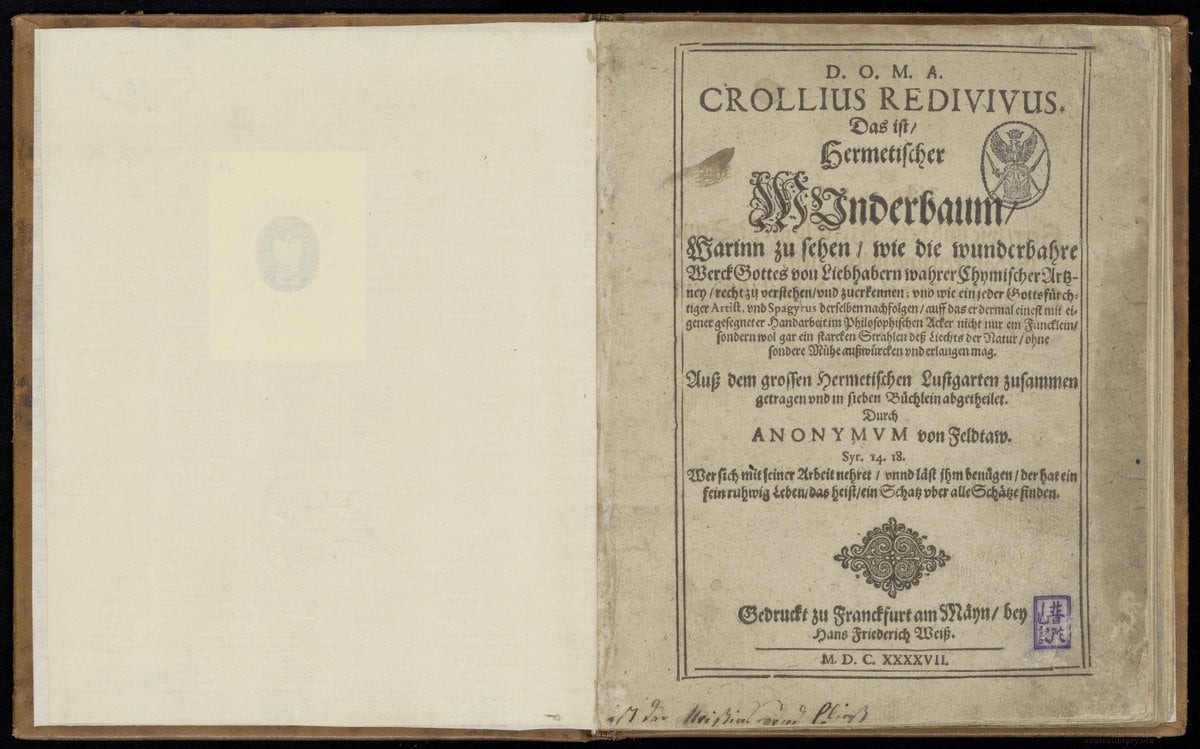 D. O. M. A.
CROLLIUS REDIVIVUS.
Das ist/
Hermetischer
WUnderbaum/
Warinn zu sehen / wie die wunderbahre
Werck Gottes von Liebhabern wahrer Chymischer Artz-
ney / recht zu verstehen/vnd zuerkennen; vnd wie ein jeder Gottsfürch-
tiger Artist, vnd Spagyrus derselben nachfolgen / auff das er dermal einest mit ei-
gener gesegneter Handarbeit im Philosophischen Acker nicht nur ein Füncklein/
sondern wol gar ein starcken Strahlen deß Liechts der Natur / ohne
sondere Mühe außwürcken vnd erlangen mag.
Auß dem grossen Hermetischen Lustgarten zusammen
getragen vnd in sieben Büchlein abgetheilet.
Durch
ANONYMVM von Feldtaw.
Syr. 14. 18.
Wer sich mit seiner Arbeit nehret / vnnd läst jhm benügen / der hat ein
fein ruhwig Leben/das heist/ein Schatz vber alle Schätze finden.
Gedruckt zu Franckfurt am Mäyn/ bey
Hans Friederich Weiß.
M. D. C. XXXXVII.
ist der